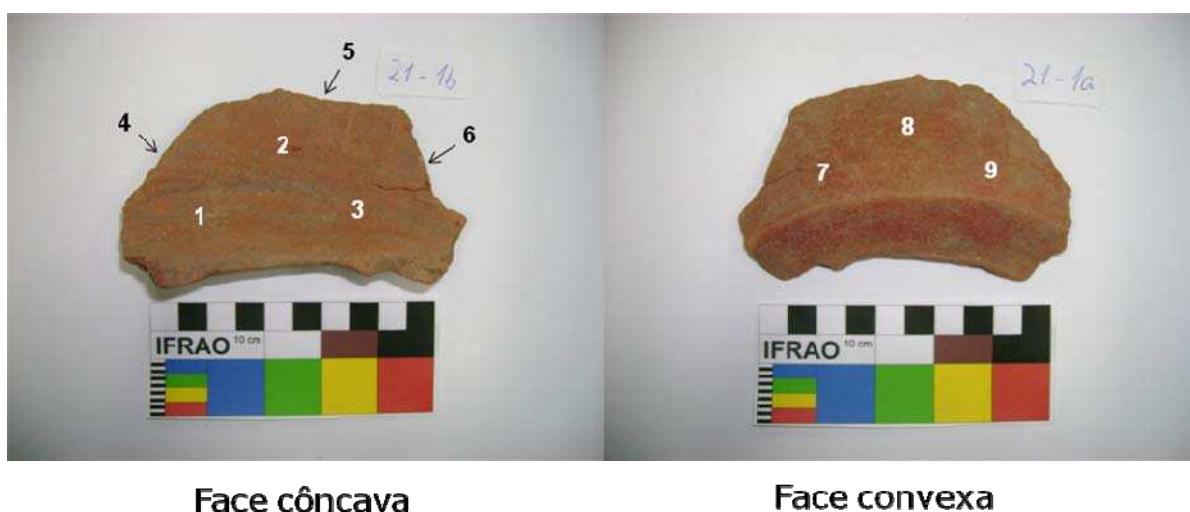 5
21-1b
4
6
2
1
3
IFRAO 10 cm
Face côncava
21-1a
8
7
9
IFRAO 10 cm
Face convexa